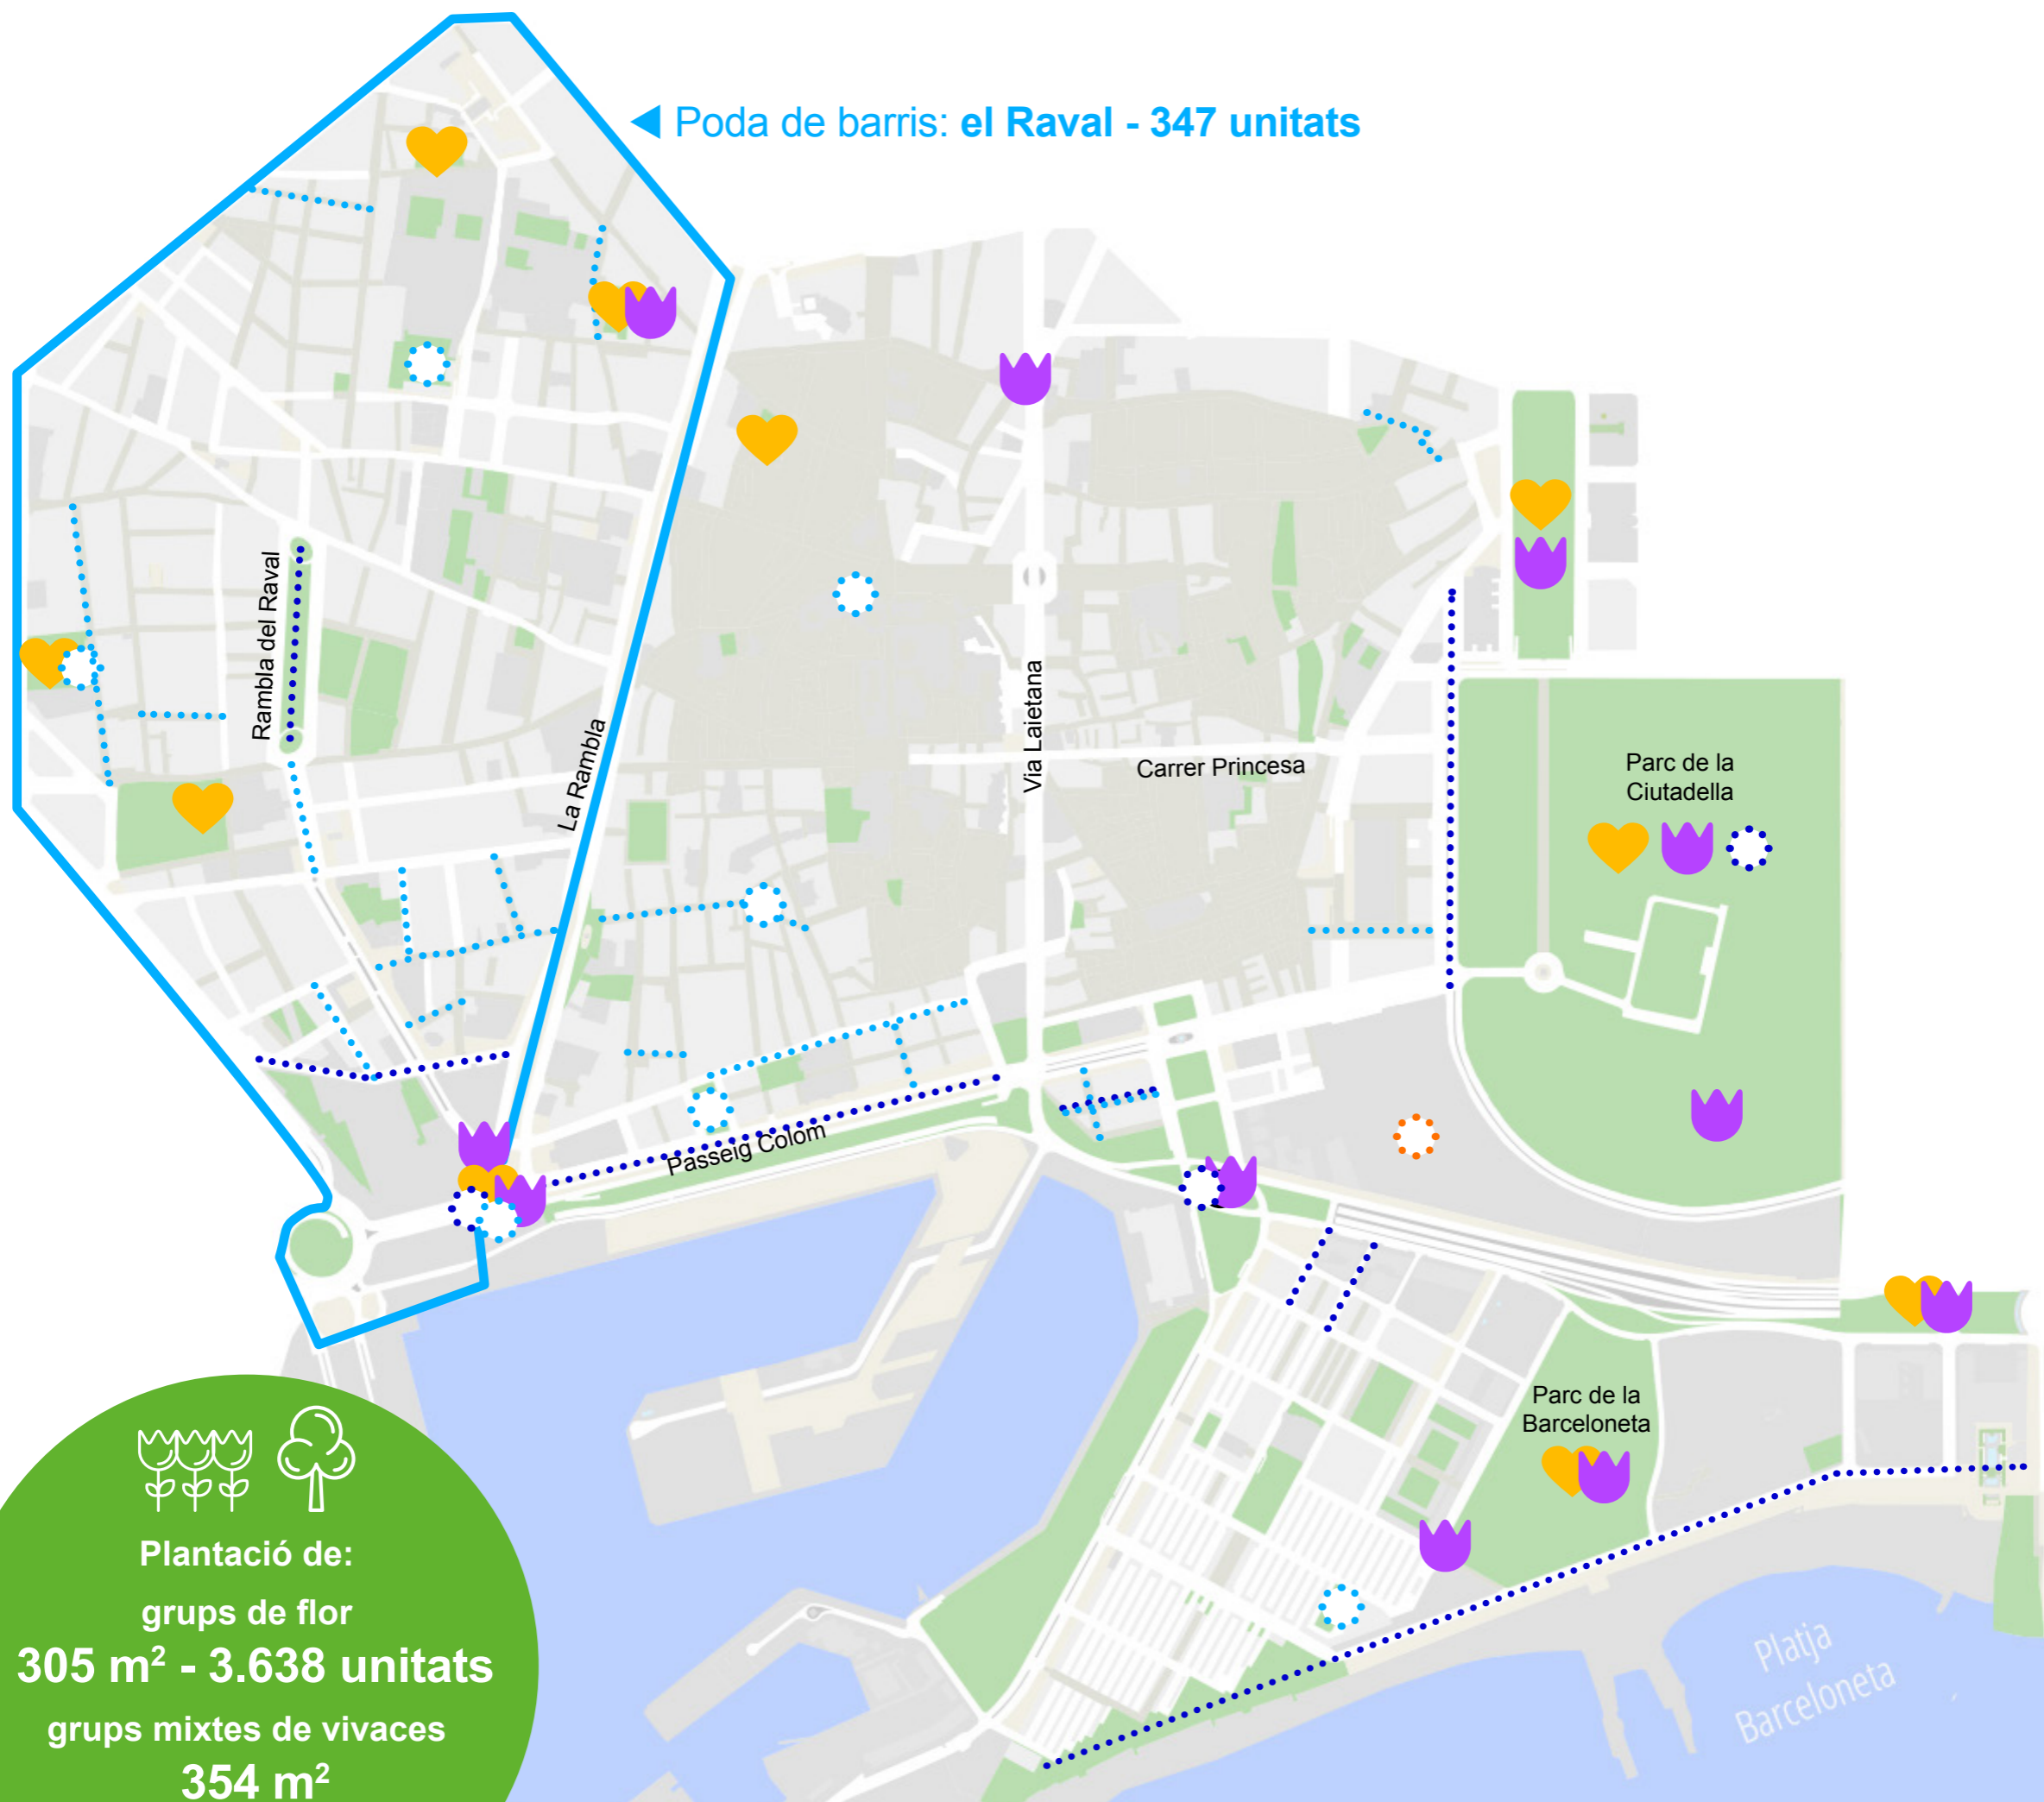 Poda de barris: el Raval - 347 unitats
Rambla del Raval
La Rambla
Via Laietana
Carrer Princesa
Parc de la
Ciutadella
Passeig Colom
Parc de la
Barceloneta
Platja
Barceloneta
Plantació de:
grups de flor
305 m² - 3.638 unitats
grups mixtes de vivaces
354 m²